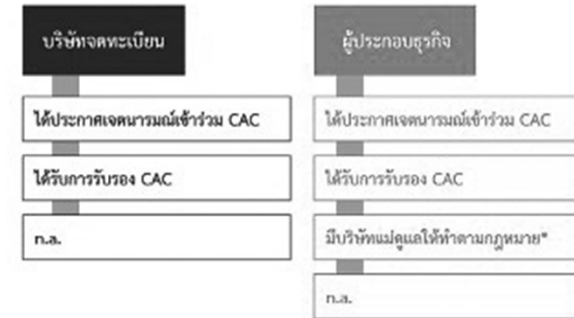 บริษัทจดทะเบียน
ได้ประกาศเจตนารมณ์เข้าร่วม CAC
ได้รับการรับรอง CAC
n.a.
ผู้ประกอบธุรกิจ
ได้ประกาศเจตนารมณ์เข้าร่วม CAC
ได้รับการรับรอง CAC
มีบริษัทแม่ดูแลให้ทำตามกฎหมาย*
n.a.